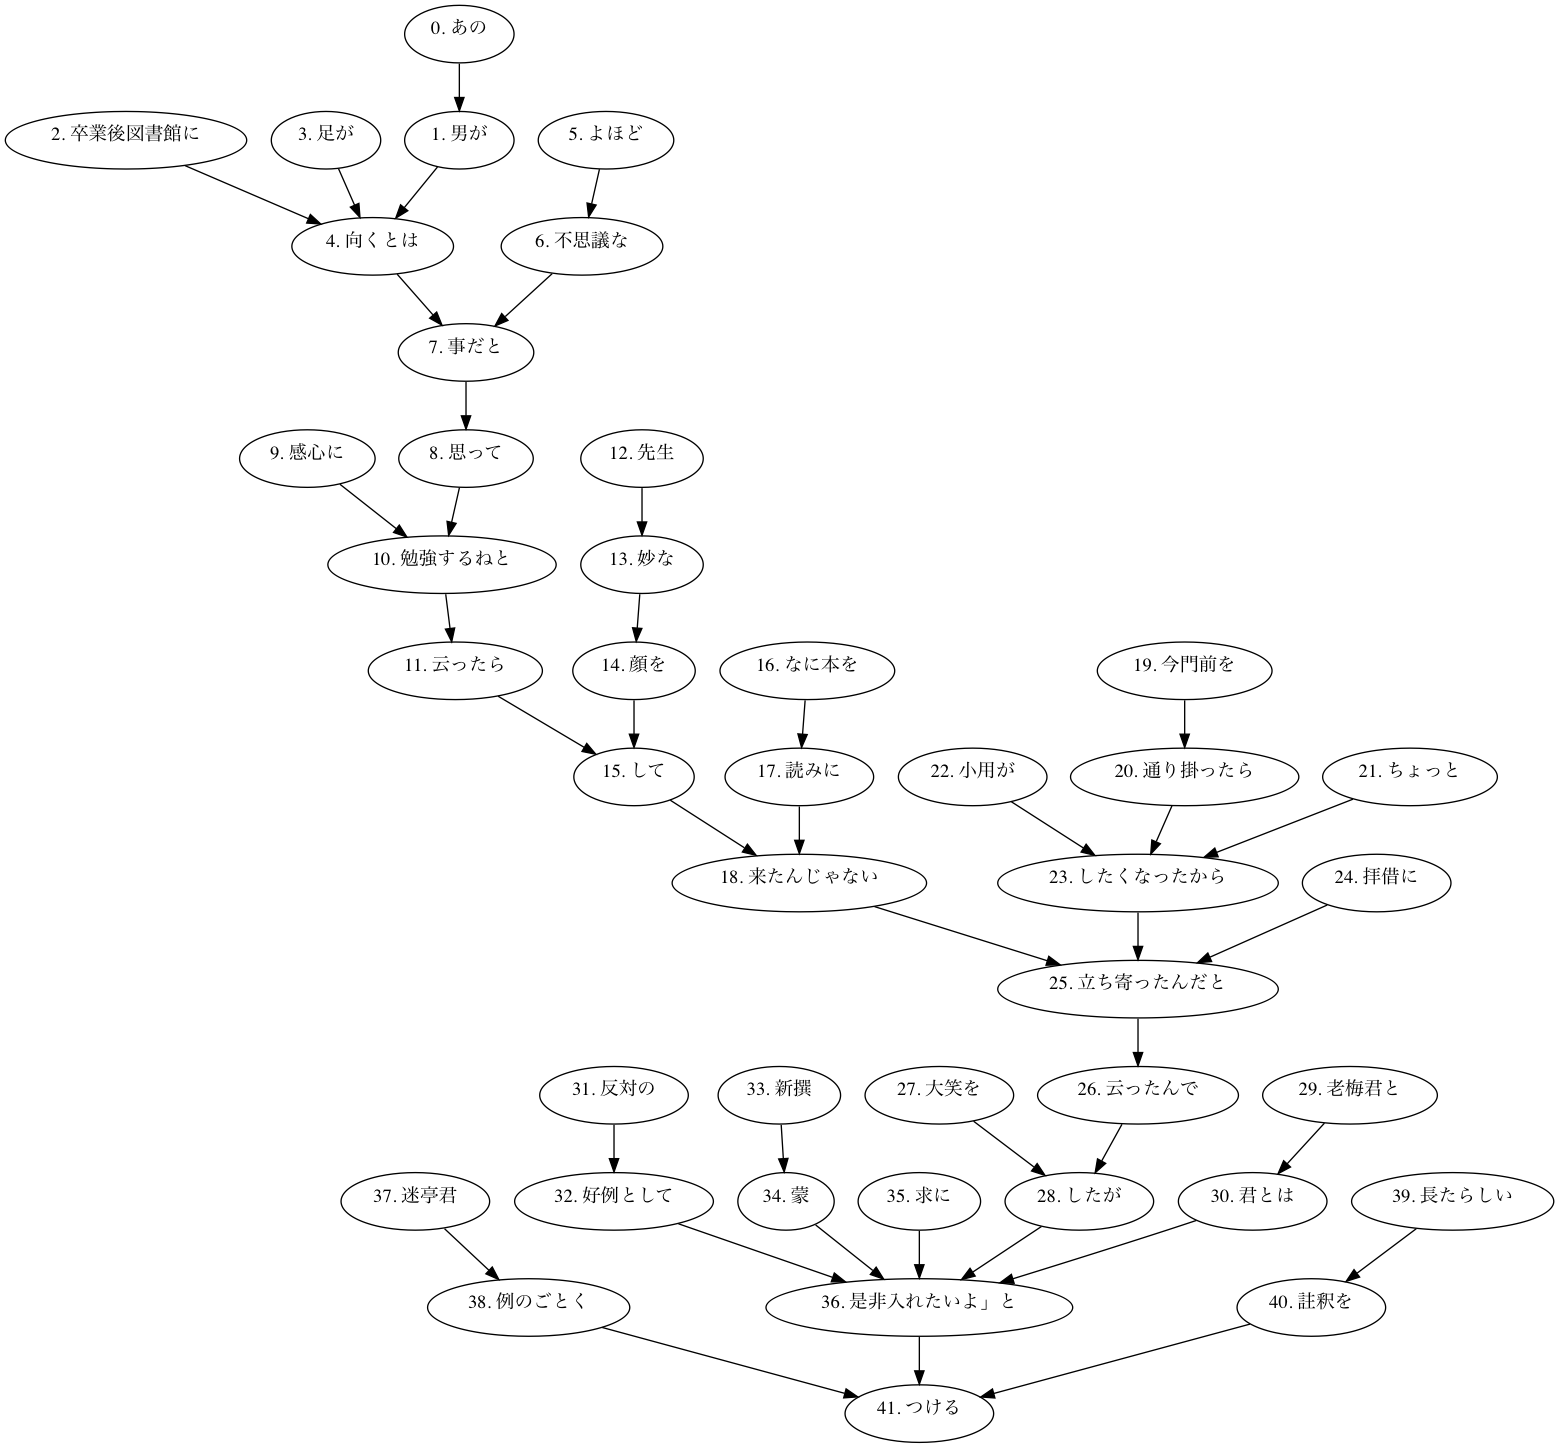 0. あの
2. 卒業後図書館に
3. 足が
1. 男が
5. よほど
4. 向くとは
6. 不思議な
7. 事だと
9. 感心に
8. 思って
12. 先生
10. 勉強するねと
13. 妙な
11. 云ったら
14. 顔を
16. なに本を
19. 今門前を
15. して
17. 読みに
22. 小用が
20. 通り掛ったら
21. ちょっと
18. 来たんじゃない
23. したくなったから
24. 拝借に
25. 立ち寄ったんだと
31. 反対の
33. 新撰
27. 大笑を
26. 云ったんで
29. 老梅君と
37. 迷亭君
32. 好例として
34. 蒙
35. 求に
28. したが
30. 君とは
39. 長たらしい
38. 例のごとく
36. 是非入れたいよ」と
40. 註釈を
41. つける